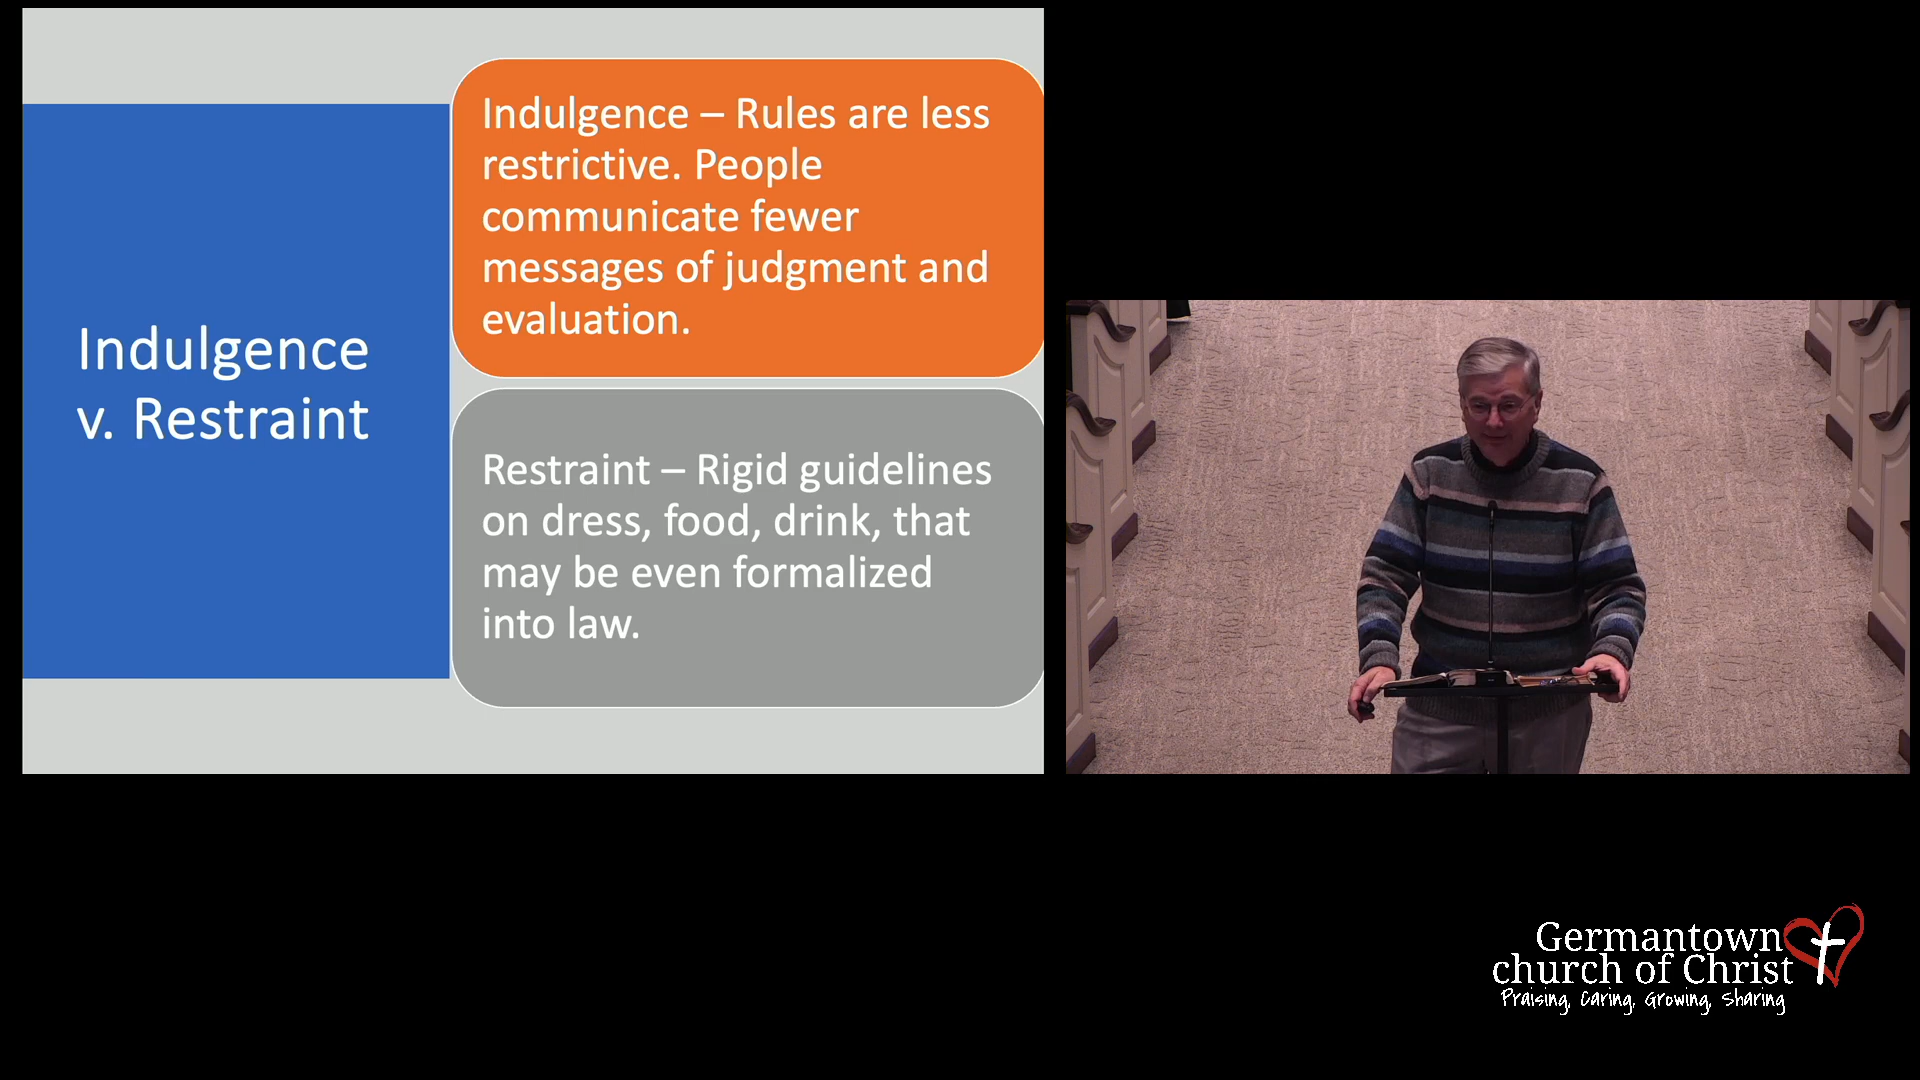 Indulgence
v. Restraint
Indulgence – Rules are less
restrictive. People
communicate fewer
messages of judgment and
evaluation.
Restraint – Rigid guidelines
on dress, food, drink, that
may be even formalized
into law.
Germantown
church of Christ
Praising, Caring, Growing, Sharing